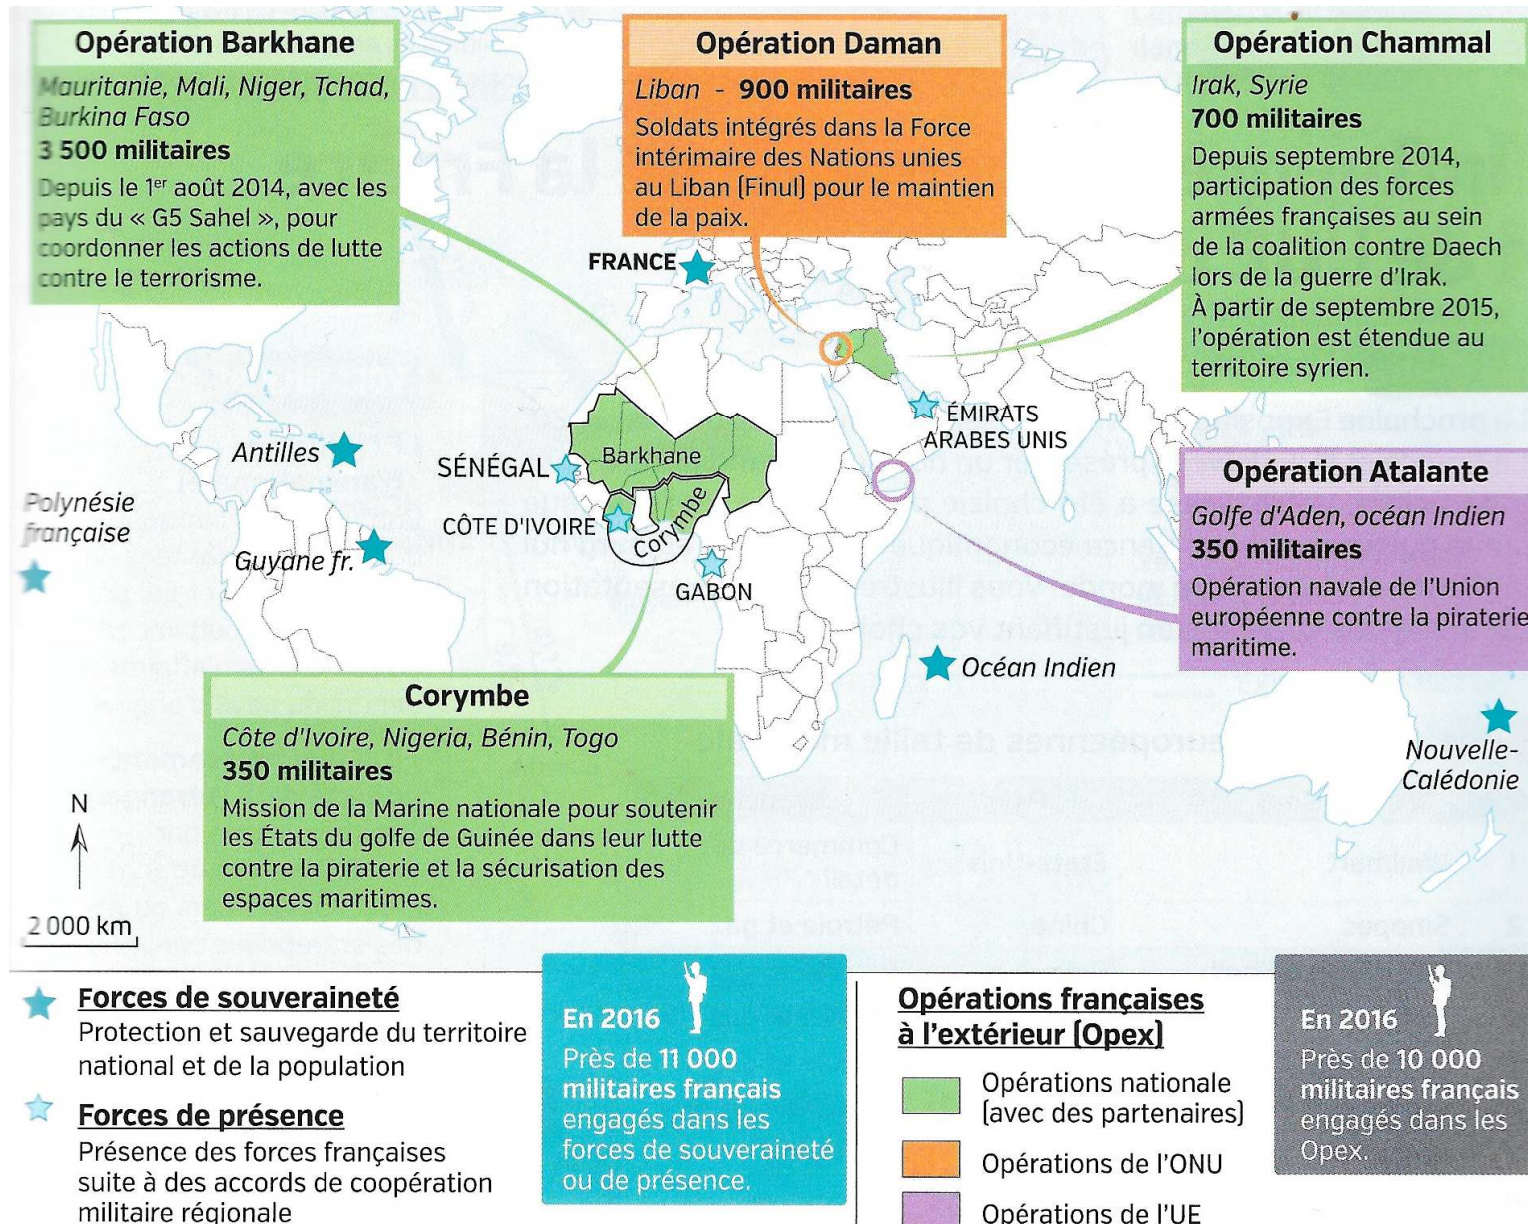 Opération Barkhane
Mauritanie, Mali, Niger, Tchad,
Burkina Faso
3 500 militaires
Depuis le 1er août 2014, avec les
pays du « G5 Sahel », pour
coordonner les actions de lutte
contre le terrorisme.
Opération Daman
Liban - 900 militaires
Soldats intégrés dans la Force
intérimaire des Nations unies
au Liban (Finul) pour le maintien
de la paix.
Opération Chammal
Irak, Syrie
700 militaires
Depuis septembre 2014,
participation des forces
armées françaises au sein
de la coalition contre Daech
lors de la guerre d'Irak.
À partir de septembre 2015,
l'opération est étendue au
territoire syrien.
FRANCE
ÉMIRATS
ARABES UNIS
Antilles
SÉNÉGAL
Barkhane
Polynésie
française
CÔTE D'IVOIRE
Corymbe
Guyane fr.
GABON
Opération Atalante
Golfe d'Aden, océan Indien
350 militaires
Opération navale de l'Union
européenne contre la piraterie
maritime.
Océan Indien
Nouvelle-
Calédonie
Corymbe
Côte d'Ivoire, Nigeria, Bénin, Togo
350 militaires
Mission de la Marine nationale pour soutenir
les États du golfe de Guinée dans leur lutte
contre la piraterie et la sécurisation des
espaces maritimes.
N
2 000 km
Forces de souveraineté
Protection et sauvegarde du territoire
national et de la population
Forces de présence
Présence des forces françaises
suite à des accords de coopération
militaire régionale
En 2016
Près de 11 000
militaires français
engagés dans les
forces de souveraineté
ou de présence.
Opérations françaises
à l'extérieur (Opex)
Opérations nationale
(avec des partenaires)
Opérations de l'ONU
Opérations de l'UE
En 2016
Près de 10 000
militaires français
engagés dans les
Opex.